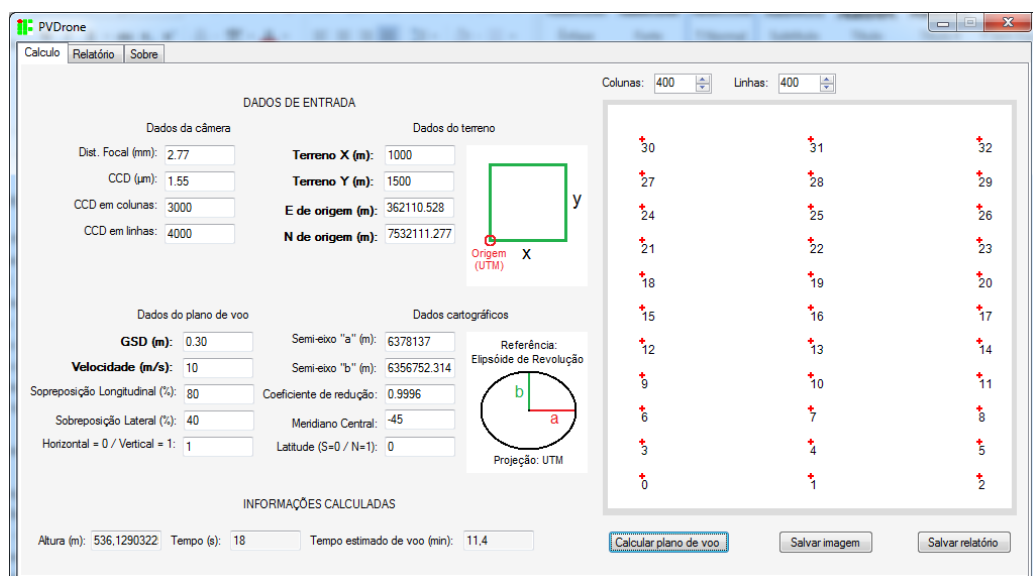 PVDrone
Calculo Relatório Sobre
Colunas: 400 Linhas: 400
DADOS DE ENTRADA
Dados da câmera Dados do terreno
Dist. Focal (mm): 2.77
CCD (µm): 1.55
CCD em colunas: 3000
CCD em linhas: 4000
Terreno X (m): 1000
Terreno Y (m): 1500
E de origem (m): 362110.528
N de origem (m): 7532111.277
y
Origem X
(UTM)
Dados do plano de voo Dados cartográficos
GSD (m): 0.30
Velocidade (m/s): 10
Sopreposição Longitudinal (%): 80
Sobreposição Lateral (%): 40
Horizontal = 0 / Vertical = 1: 1
Semi-eixo "a" (m): 6378137
Semi-eixo "b" (m): 6356752.314
Coeficiente de redução: 0.9996
Meridiano Central: -45
Latitude (S=0 / N=1): 0
Referência:
Elipsóide de Revolução
b
a
Projeção: UTM
INFORMAÇÕES CALCULADAS
Altura (m): 536,1290322 Tempo (s): 18 Tempo estimado de voo (min): 11,4
30 31 32
27 28 29
24 25 26
21 22 23
18 19 20
15 16 17
12 13 14
9 10 11
6 7 8
3 4 5
0 1 2
Calcular plano de voo Salvar imagem Salvar relatório